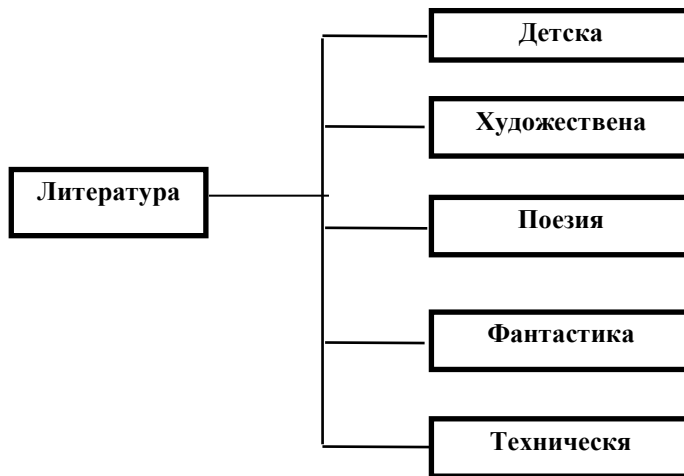 Детска
Художествена
Литература
Поезия
Фантастика
Техническя